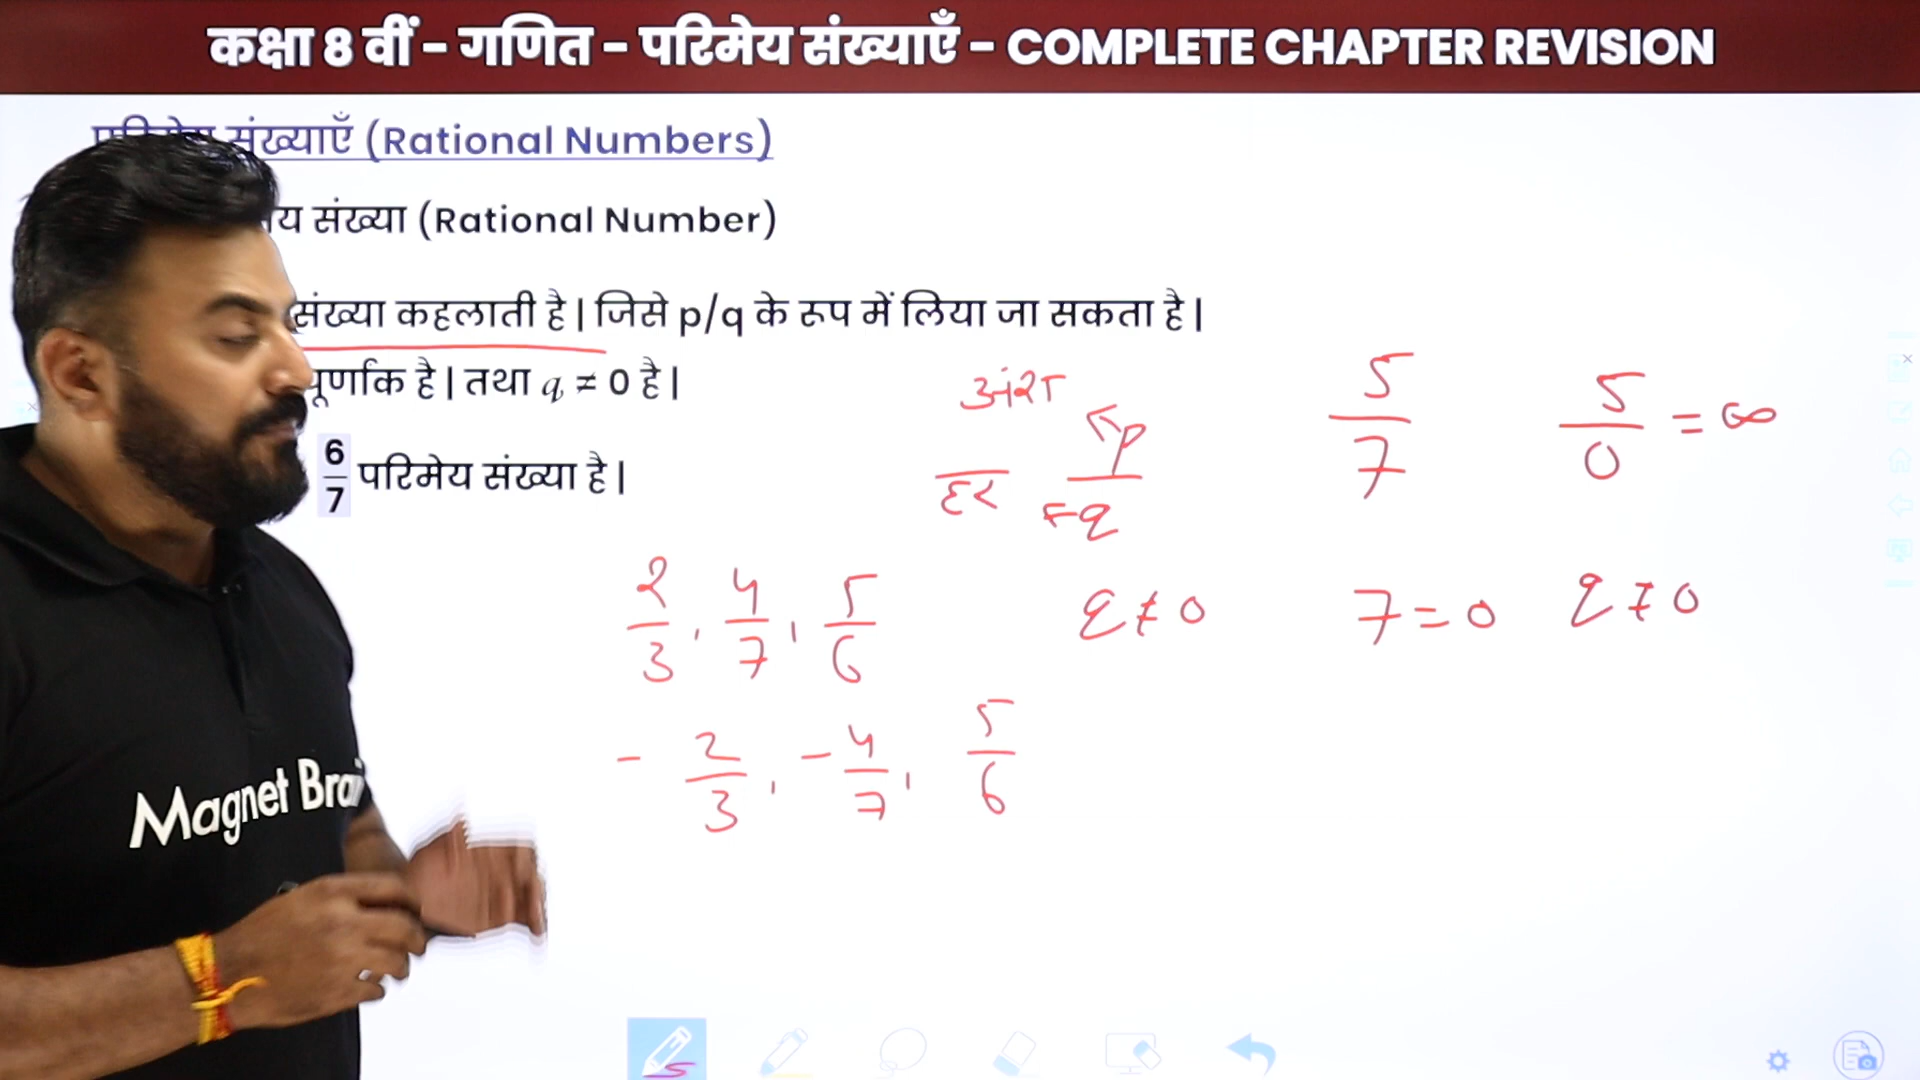 कक्षा 8 वीं – गणित – परिमेय संख्याएँ – COMPLETE CHAPTER REVISION
संख्याएँ (Rational Numbers)
संख्या (Rational Number)
संख्या कहलाती है | जिसे p/q के रूप में लिया जा सकता है |
पूर्णांक है | तथा q ≠ 0 है |
6/7 परिमेय संख्या है |
अंश p
हर q
5/7
5/0 = ∞
2/3, 4/7, 5/6
q ≠ 0
7 = 0
q ≠ 0
- 2/3, - 4/7, 5/6
Magnet Brai